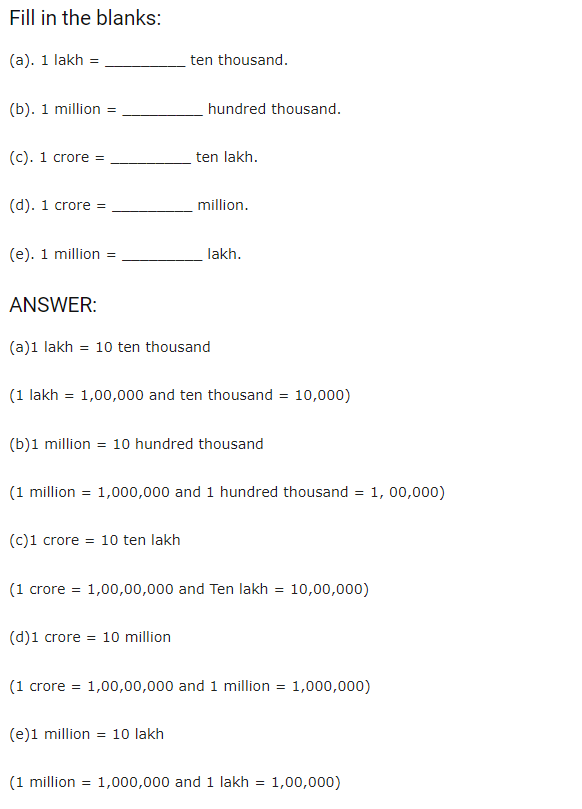 Fill in the blanks:
(a). 1 lakh = __________ ten thousand.
(b). 1 million = __________ hundred thousand.
(c). 1 crore = __________ ten lakh.
(d). 1 crore = __________ million.
(e). 1 million = __________ lakh.
ANSWER:
(a)1 lakh = 10 ten thousand
(1 lakh = 1,00,000 and ten thousand = 10,000)
(b)1 million = 10 hundred thousand
(1 million = 1,000,000 and 1 hundred thousand = 1, 00,000)
(c)1 crore = 10 ten lakh
(1 crore = 1,00,00,000 and Ten lakh = 10,00,000)
(d)1 crore = 10 million
(1 crore = 1,00,00,000 and 1 million = 1,000,000)
(e)1 million = 10 lakh
(1 million = 1,000,000 and 1 lakh = 1,00,000)